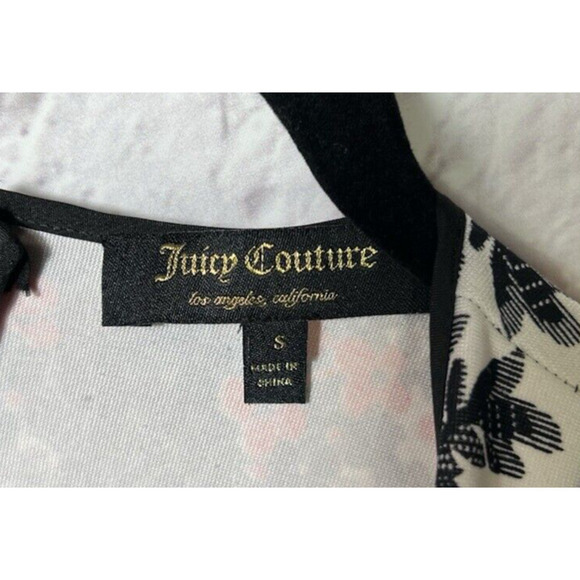 Juicy Couture
los angeles, california
S
MADE IN
CHINA